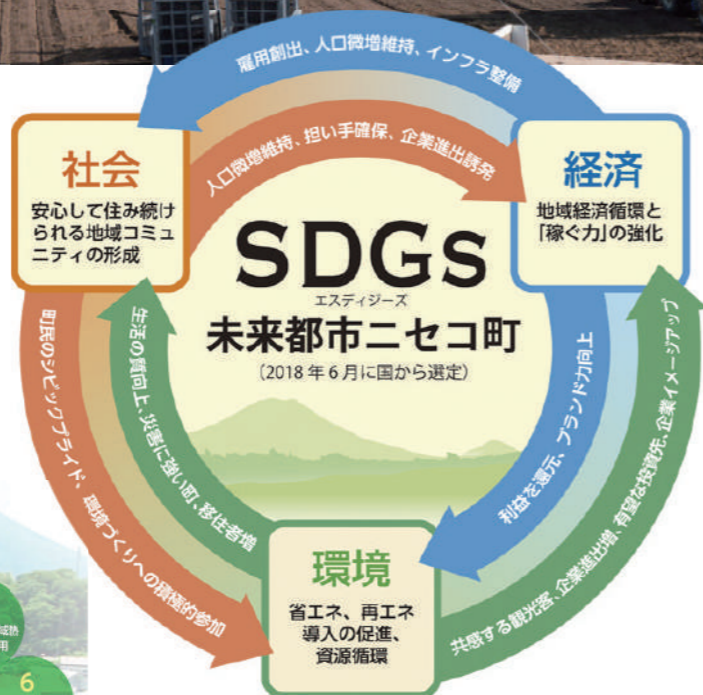 雇用創出、人口微増維持、インフラ整備
人口微増維持、担い手確保、企業進出誘発
社会
安心して住み続け
られる地域コミュ
ニティの形成
経済
地域経済循環と
「稼ぐ力」の強化
SDGs
エスディジーズ
未来都市ニセコ町
(2018年6月に国から選定)
町民のシビックプライド、環境づくりへの積極的参加
生活の質向上、災害に強い町、移住者増
利益を還元、ブランド力向上
共感する観光客、企業進出増、有望な投資先、企業イメージアップ
環境
省エネ、再エネ
導入の促進、
資源循環
域熱
用
6